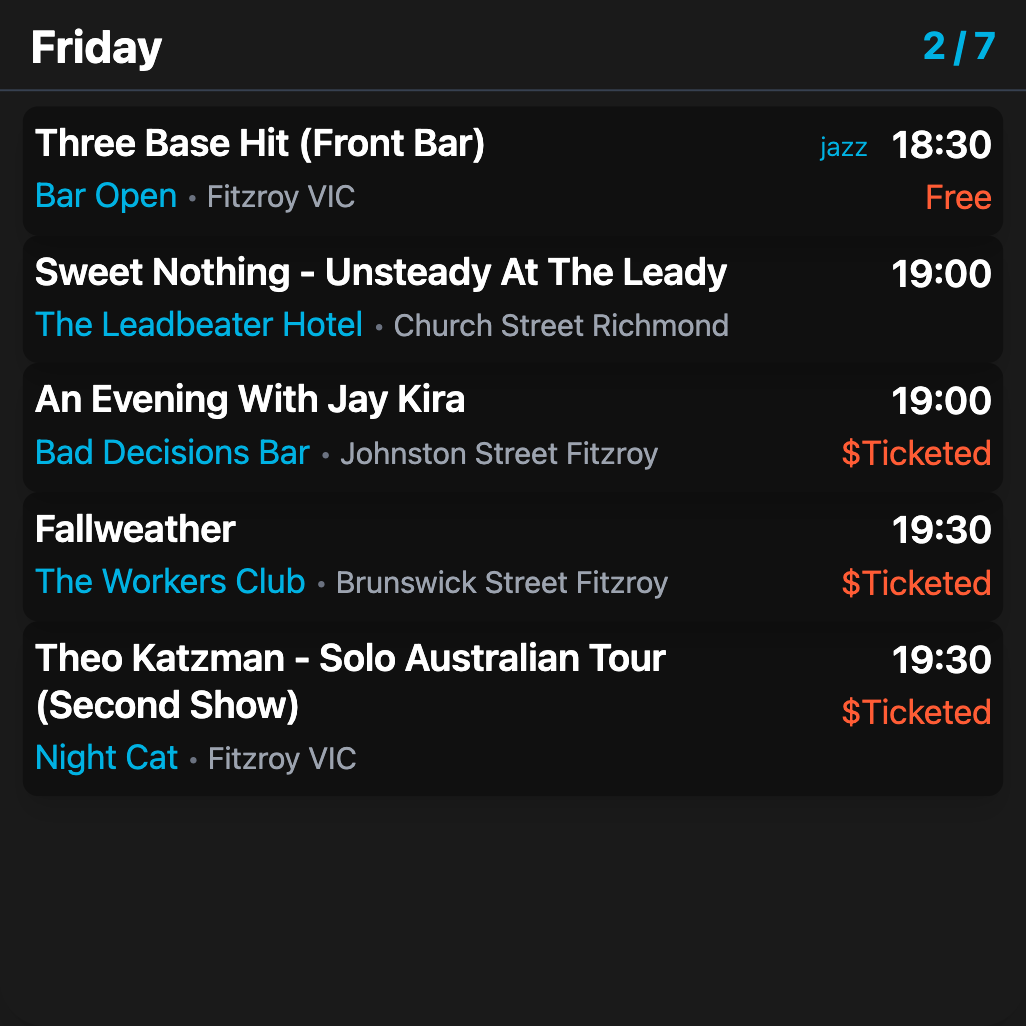 Friday 2 / 7
Three Base Hit (Front Bar) jazz 18:30
Bar Open • Fitzroy VIC Free
Sweet Nothing - Unsteady At The Leady 19:00
The Leadbeater Hotel • Church Street Richmond
An Evening With Jay Kira 19:00
Bad Decisions Bar • Johnston Street Fitzroy $Ticketed
Fallweather 19:30
The Workers Club • Brunswick Street Fitzroy $Ticketed
Theo Katzman - Solo Australian Tour 19:30
(Second Show) $Ticketed
Night Cat • Fitzroy VIC